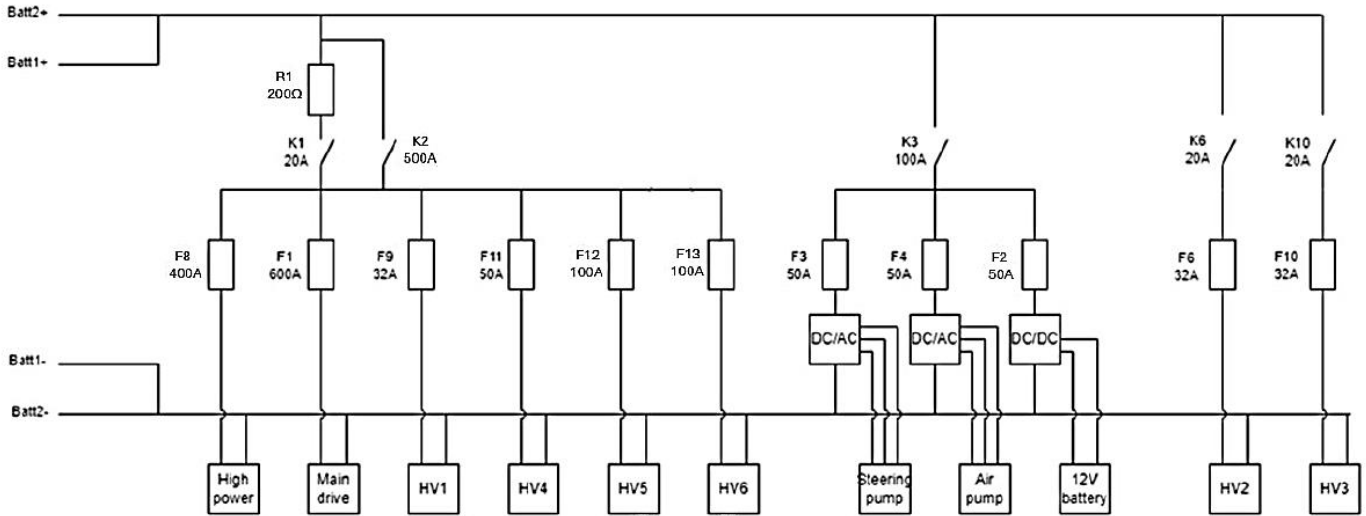 Batt2+
Batt1+
R1
200Ω
K1
20A
K2
500A
K3
100A
K6
20A
K10
20A
F8
400A
F1
600A
F9
32A
F11
50A
F12
100A
F13
100A
F3
50A
F4
50A
F2
50A
F6
32A
F10
32A
DC/AC
DC/AC
DC/DC
Batt1-
Batt2-
High
power
Main
drive
HV1
HV4
HV5
HV6
Steering
pump
Air
pump
12V
battery
HV2
HV3